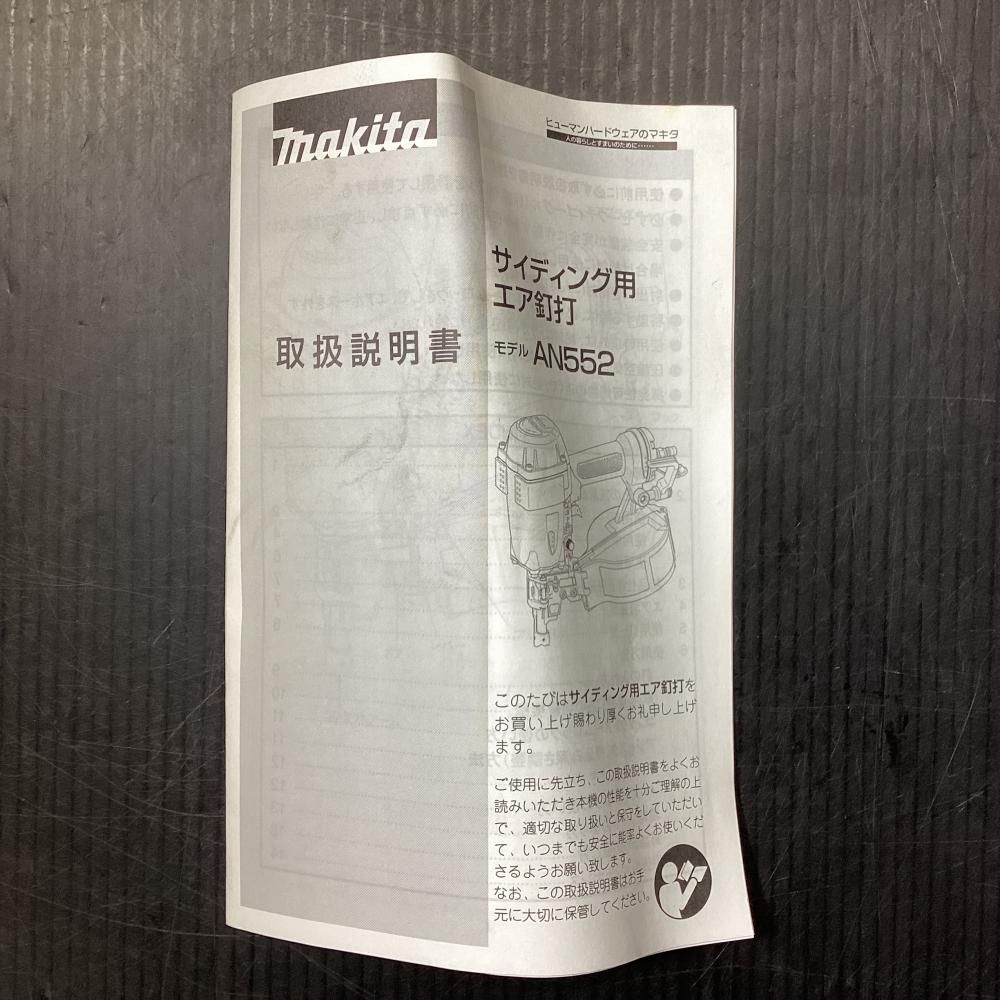 makita
ヒューマンハードウェアのマキタ
人の暮らしとすまいのために……
サイディング用
エア釘打
モデル AN552
取扱説明書
このたびはサイディング用エア釘打を
お買い上げ賜わり厚くお礼申し上げ
ます。
ご使用に先立ち、この取扱説明書をよくお
読みいただき本機の性能を十分ご理解の上
で、適切な取り扱いと保守をしていただい
て、いつまでも安全に能率よくお使いくだ
さるようお願い致します。
なお、この取扱説明書はお手
元に大切に保管してください。